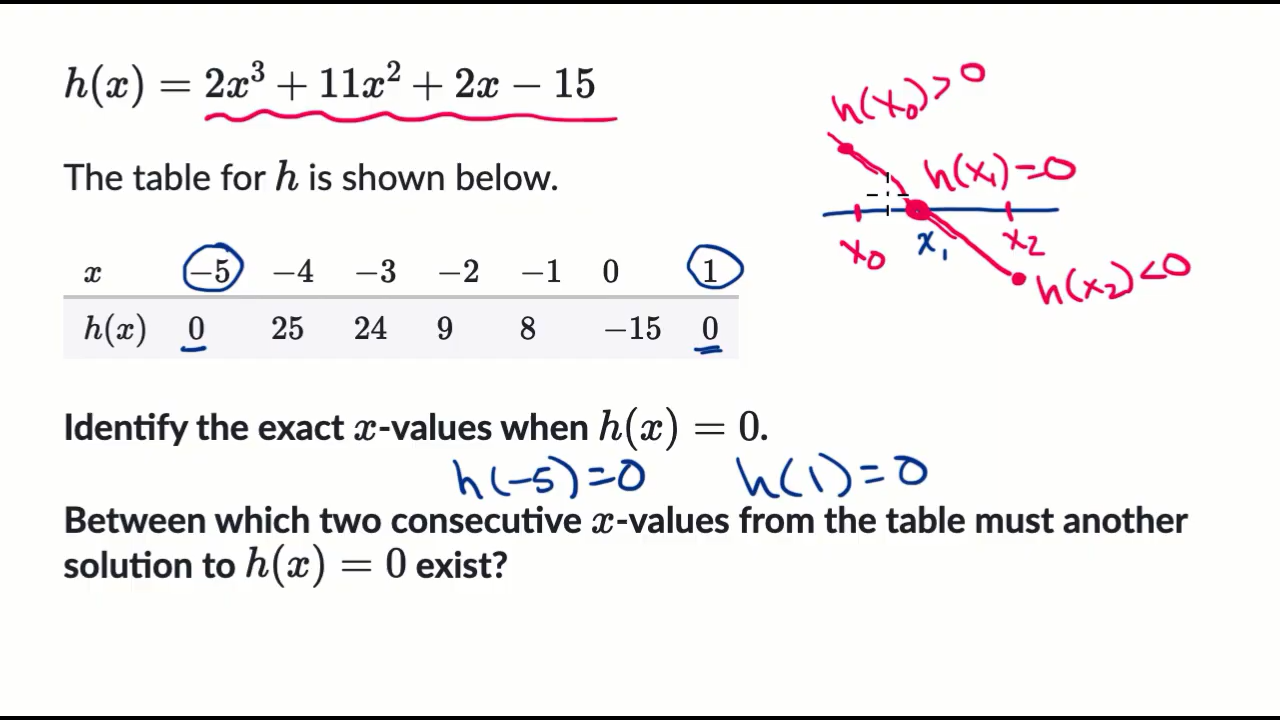 h(x) = 2x³ + 11x² + 2x − 15
h(x₀)>0
h(x₁)=0
The table for h is shown below.
x₀ x₁ x₂
h(x₂)<0
x −5 −4 −3 −2 −1 0 1
h(x) 0 25 24 9 8 −15 0
Identify the exact x-values when h(x) = 0.
h(−5)=0 h(1)=0
Between which two consecutive x-values from the table must another
solution to h(x) = 0 exist?